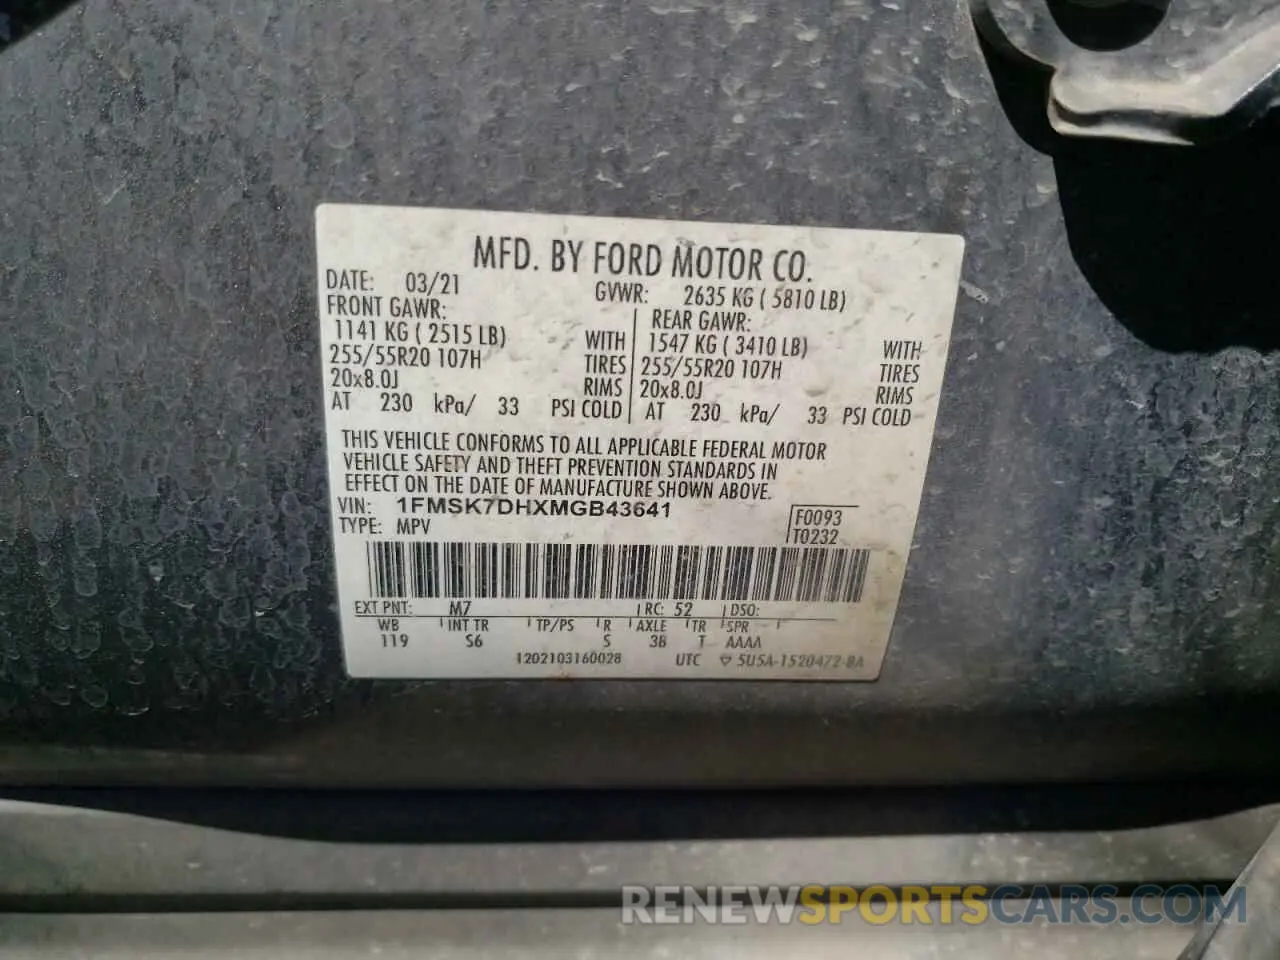 MFD. BY FORD MOTOR CO.
DATE: 03/21 GVWR: 2635 KG ( 5810 LB)
FRONT GAWR: REAR GAWR:
1141 KG ( 2515 LB) WITH 1547 KG ( 3410 LB) WITH
255/55R20 107H TIRES 255/55R20 107H TIRES
20x8.0J RIMS 20x8.0J RIMS
AT 230 kPa/ 33 PSI COLD AT 230 kPa/ 33 PSI COLD
THIS VEHICLE CONFORMS TO ALL APPLICABLE FEDERAL MOTOR
VEHICLE SAFETY AND THEFT PREVENTION STANDARDS IN
EFFECT ON THE DATE OF MANUFACTURE SHOWN ABOVE.
VIN: 1FMSK7DHXMGB43641 F0093
TYPE: MPV T0232
EXT PNT: M7 RC: 52 DSO:
WB INT TR TP/PS R AXLE TR SPR
119 S6 S 38 T AAAA
1202103160028 UTC 5U5A-1520472-BA
RENEWSPORTSCARS.COM